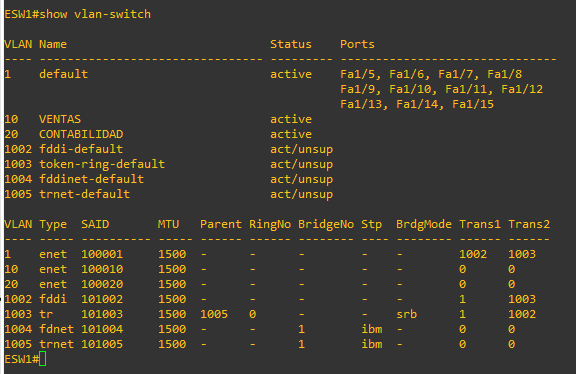 ESW1#show vlan-switch
VLAN Name                             Status    Ports
---- -------------------------------- --------- -------------------------------
1    default                          active    Fa1/5, Fa1/6, Fa1/7, Fa1/8
                                                Fa1/9, Fa1/10, Fa1/11, Fa1/12
                                                Fa1/13, Fa1/14, Fa1/15
10   VENTAS                           active
20   CONTABILIDAD                     active
1002 fddi-default                     act/unsup
1003 token-ring-default               act/unsup
1004 fddinet-default                  act/unsup
1005 trnet-default                    act/unsup
VLAN Type  SAID       MTU   Parent RingNo BridgeNo Stp  BrdgMode Trans1 Trans2
---- ----- ---------- ----- ------ ------ -------- ---- -------- ------ ------
1    enet  100001     1500  -      -      -        -    -        1002   1003
10   enet  100010     1500  -      -      -        -    -        0      0
20   enet  100020     1500  -      -      -        -    -        0      0
1002 fddi  101002     1500  -      -      -        -    -        1      1003
1003 tr    101003     1500  1005   0      -        -    srb      1      1002
1004 fdnet 101004     1500  -      -      1        ibm  -        0      0
1005 trnet 101005     1500  -      -      1        ibm  -        0      0
ESW1#